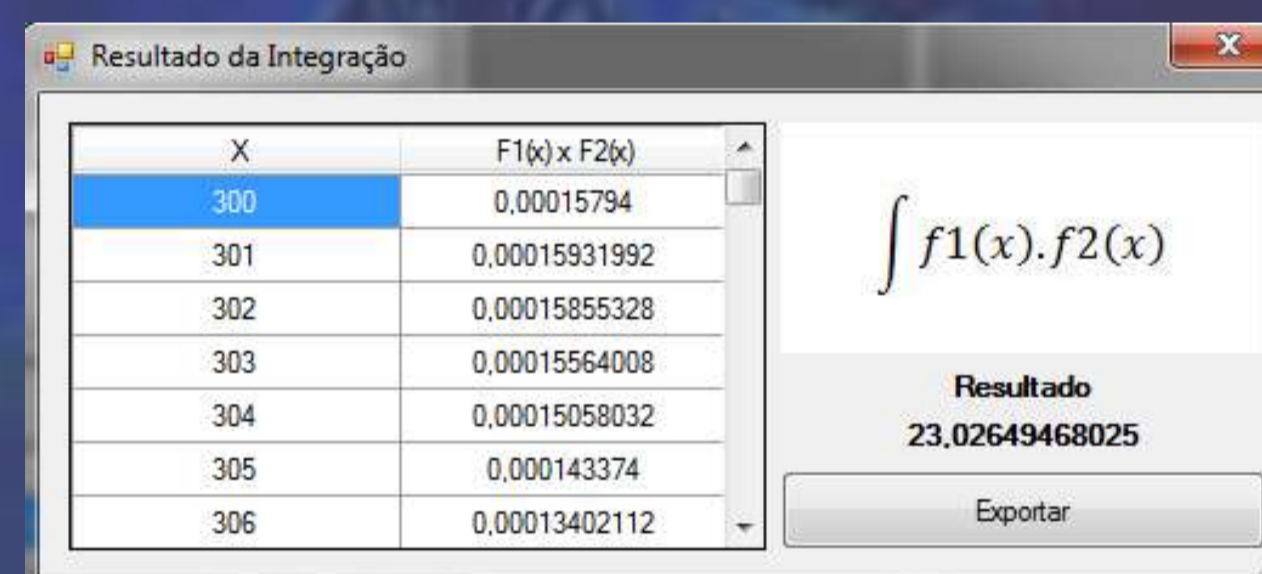 Resultado da Integração
X F1(x) x F2(x)
300 0,00015794
301 0,00015931992
302 0,00015855328
303 0,00015564008
304 0,00015058032
305 0,000143374
306 0,00013402112
∫ f1(x).f2(x)
Resultado
23,02649468025
Exportar